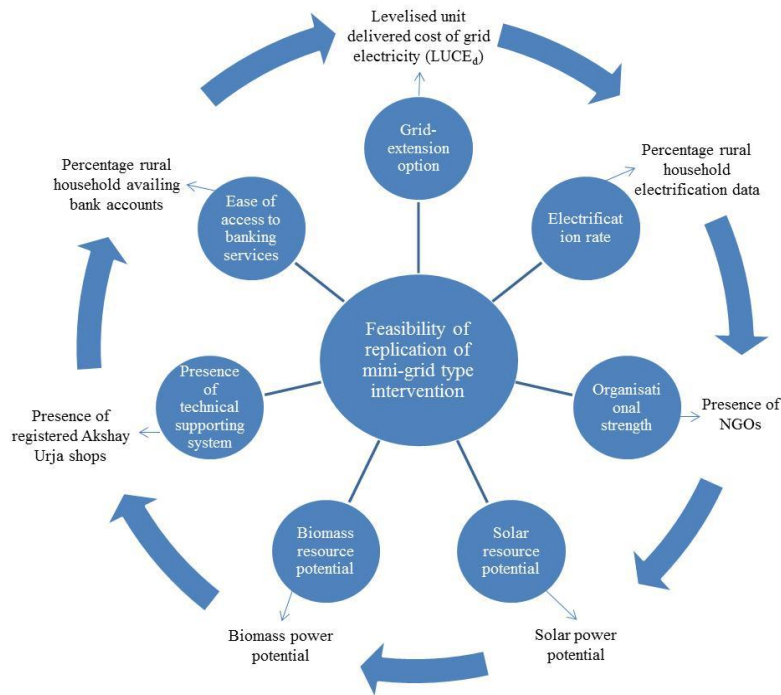 Levelised unit
delivered cost of grid
electricity (LUCEd)
Grid-
extension
option
Percentage rural
household
electrification data
Electrificat
ion rate
Organisati
onal
strength
Presence of
NGOs
Solar
resource
potential
Solar power
potential
Biomass
resource
potential
Biomass power
potential
Presence
of
technical
supporting
system
Presence of
registered Akshay
Urja shops
Ease of
access to
banking
services
Percentage rural
household availing
bank accounts
Feasibility of
replication of
mini-grid type
intervention